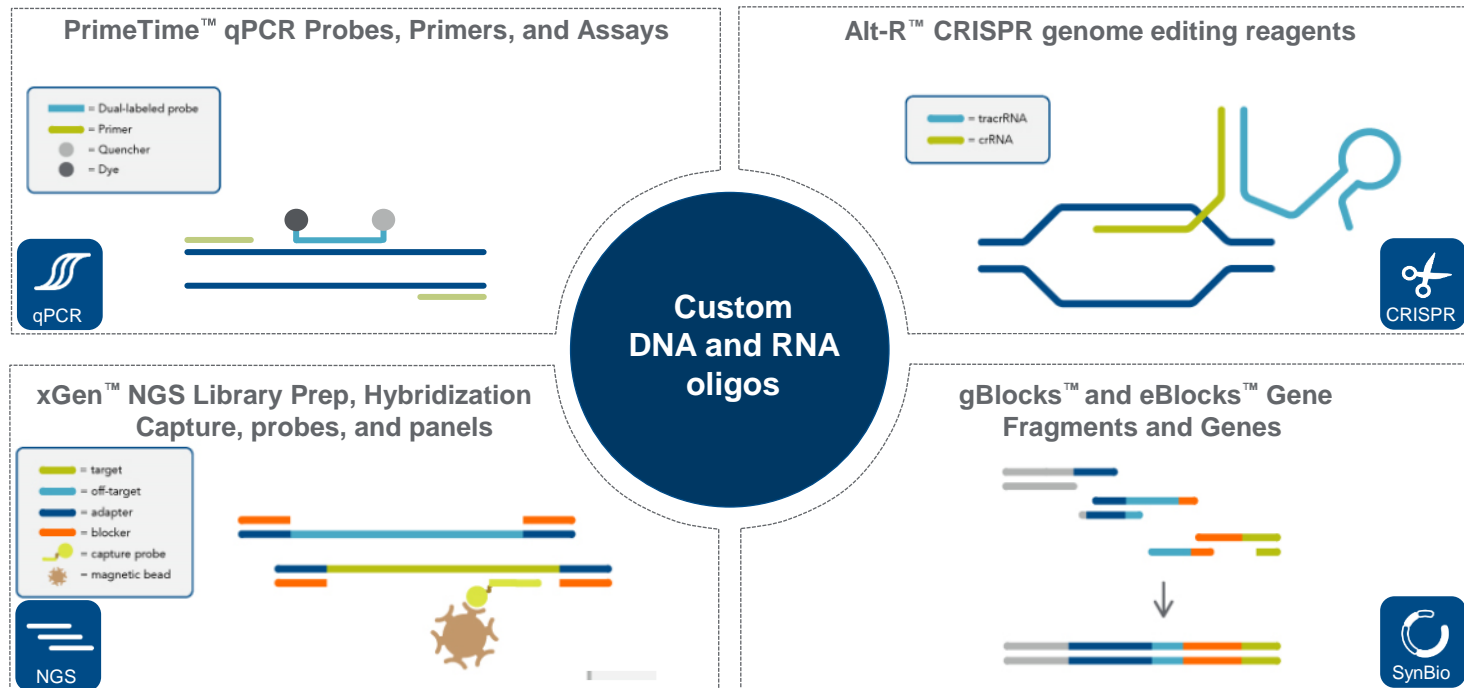 PrimeTime™ qPCR Probes, Primers, and Assays
= Dual-labeled probe
= Primer
= Quencher
= Dye
qPCR
Alt-R™ CRISPR genome editing reagents
= tracrRNA
= crRNA
CRISPR
Custom
DNA and RNA
oligos
xGen™ NGS Library Prep, Hybridization
Capture, probes, and panels
= target
= off-target
= adapter
= blocker
= capture probe
= magnetic bead
NGS
gBlocks™ and eBlocks™ Gene
Fragments and Genes
SynBio